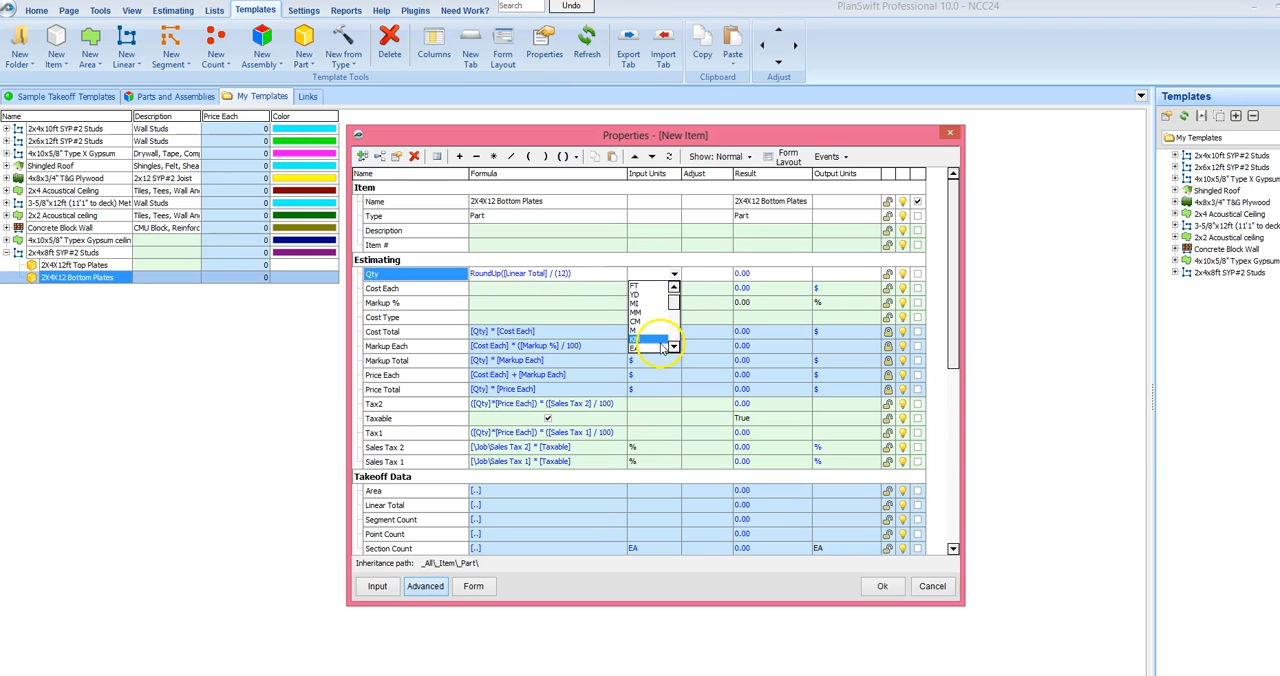 Home Page Tools View Estimating Lists Templates Settings Reports Help Plugins Need Work? Search Undo
PlanSwift Professional 10.0 - NCC24
New Folder New Item New Area New Linear New Segment New Count New Assembly New Part New from Type Delete Columns New Tab Form Layout Properties Refresh Export Tab Import Tab Copy Paste
Template Tools Clipboard Adjust
Sample Takeoff Templates Parts and Assemblies My Templates Links
Templates
Name Description Price Each Color
My Templates
2x4x10ft SYP#2 Studs Wall Studs 0
2x6x12ft SYP#2 Studs Wall Studs 0
4x10x5/8" Type X Gypsum Drywall, Tape, Com 0
Shingled Roof Shingles, Felt, Shea 0
4x8x3/4" T&G Plywood 2x12 SYP#2 Joist 0
2x4 Acoustical Ceiling Tiles, Tees, Wall An 0
3-5/8"x12ft (11'1" to deck) Met 0
2x2 Acoustical ceiling Tiles, Tees, Wall An 0
Concrete Block Wall CMU Block, Reinforc 0
4x10x5/8" Typex Gypsum ceilin 0
2x4x8ft SYP#2 Studs 0
2X4X12ft Top Plates 0
2X4X12 Bottom Plates 0
2x4x10ft SYP#2 Studs
2x6x12ft SYP#2 Studs
4x10x5/8" Type X Gypsum
Shingled Roof
4x8x3/4" T&G Plywood
2x4 Acoustical Ceiling
3-5/8"x12ft (11'1" to deck)
2x2 Acoustical ceiling
Concrete Block Wall
4x10x5/8" Typex Gypsum
2x4x8ft SYP#2 Studs
Properties - [New Item]
+ - * / ( ) ( ) Show: Normal Form Layout Events
Name Formula Input Units Adjust Result Output Units
Item
Name 2X4X12 Bottom Plates 2X4X12 Bottom Plates
Type Part Part
Description
Item #
Estimating
Qty RoundUp([Linear Total] / (12)) 0.00
Cost Each 0.00 $
Markup % 0.00 %
Cost Type
Cost Total [Qty] * [Cost Each] 0.00 $
Markup Each [Cost Each] * ([Markup %] / 100) 0.00
Markup Total [Qty] * [Markup Each] $ 0.00 $
Price Each [Cost Each] + [Markup Each] $ 0.00 $
Price Total [Qty] * [Price Each] $ 0.00 $
Tax2 ([Qty]*[Price Each]) * ([Sales Tax 2] / 100) 0.00
Taxable True
Tax1 ([Qty]*[Price Each]) * ([Sales Tax 1] / 100) 0.00
Sales Tax 2 [\Job\Sales Tax 2] * [Taxable] % 0.00 %
Sales Tax 1 [\Job\Sales Tax 1] * [Taxable] % 0.00 %
FT
YD
MI
MM
CM
M
Takeoff Data
Area [..] 0.00
Linear Total [..] 0.00
Segment Count [..] 0.00
Point Count [..] 0.00
Section Count [..] EA 0.00 EA
Inheritance path: _All\_Item\_Part\
Input Advanced Form Ok Cancel